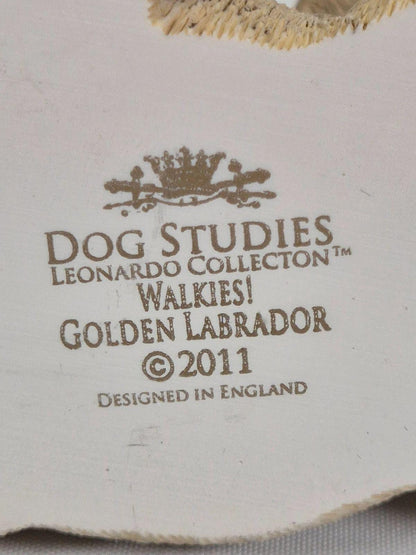 DOG STUDIES
LEONARDO COLLECTON™
WALKIES!
GOLDEN LABRADOR
©2011
DESIGNED IN ENGLAND